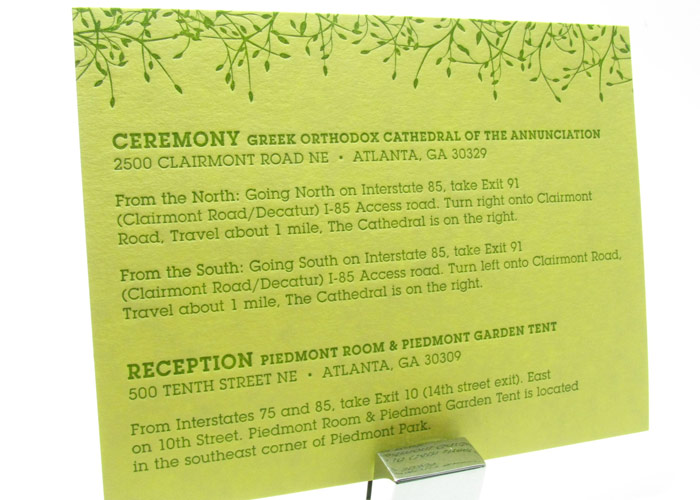 CEREMONY GREEK ORTHODOX CATHEDRAL OF THE ANNUNCIATION
2500 CLAIRMONT ROAD NE • ATLANTA, GA 30329
From the North: Going North on Interstate 85, take Exit 91
(Clairmont Road/Decatur) I-85 Access road. Turn right onto Clairmont
Road, Travel about 1 mile, The Cathedral is on the right.
From the South: Going South on Interstate 85, take Exit 91
(Clairmont Road/Decatur) I-85 Access road. Turn left onto Clairmont Road,
Travel about 1 mile, The Cathedral is on the right.
RECEPTION PIEDMONT ROOM & PIEDMONT GARDEN TENT
500 TENTH STREET NE • ATLANTA, GA 30309
From Interstates 75 and 85, take Exit 10 (14th street exit). East
on 10th Street. Piedmont Room & Piedmont Garden Tent is located
in the southeast corner of Piedmont Park.